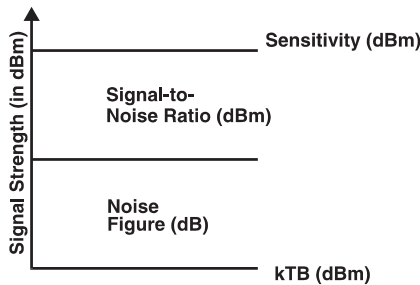 Signal Strength (in dBm)
Sensitivity (dBm)
Signal-to-
Noise Ratio (dBm)
Noise
Figure (dB)
kTB (dBm)